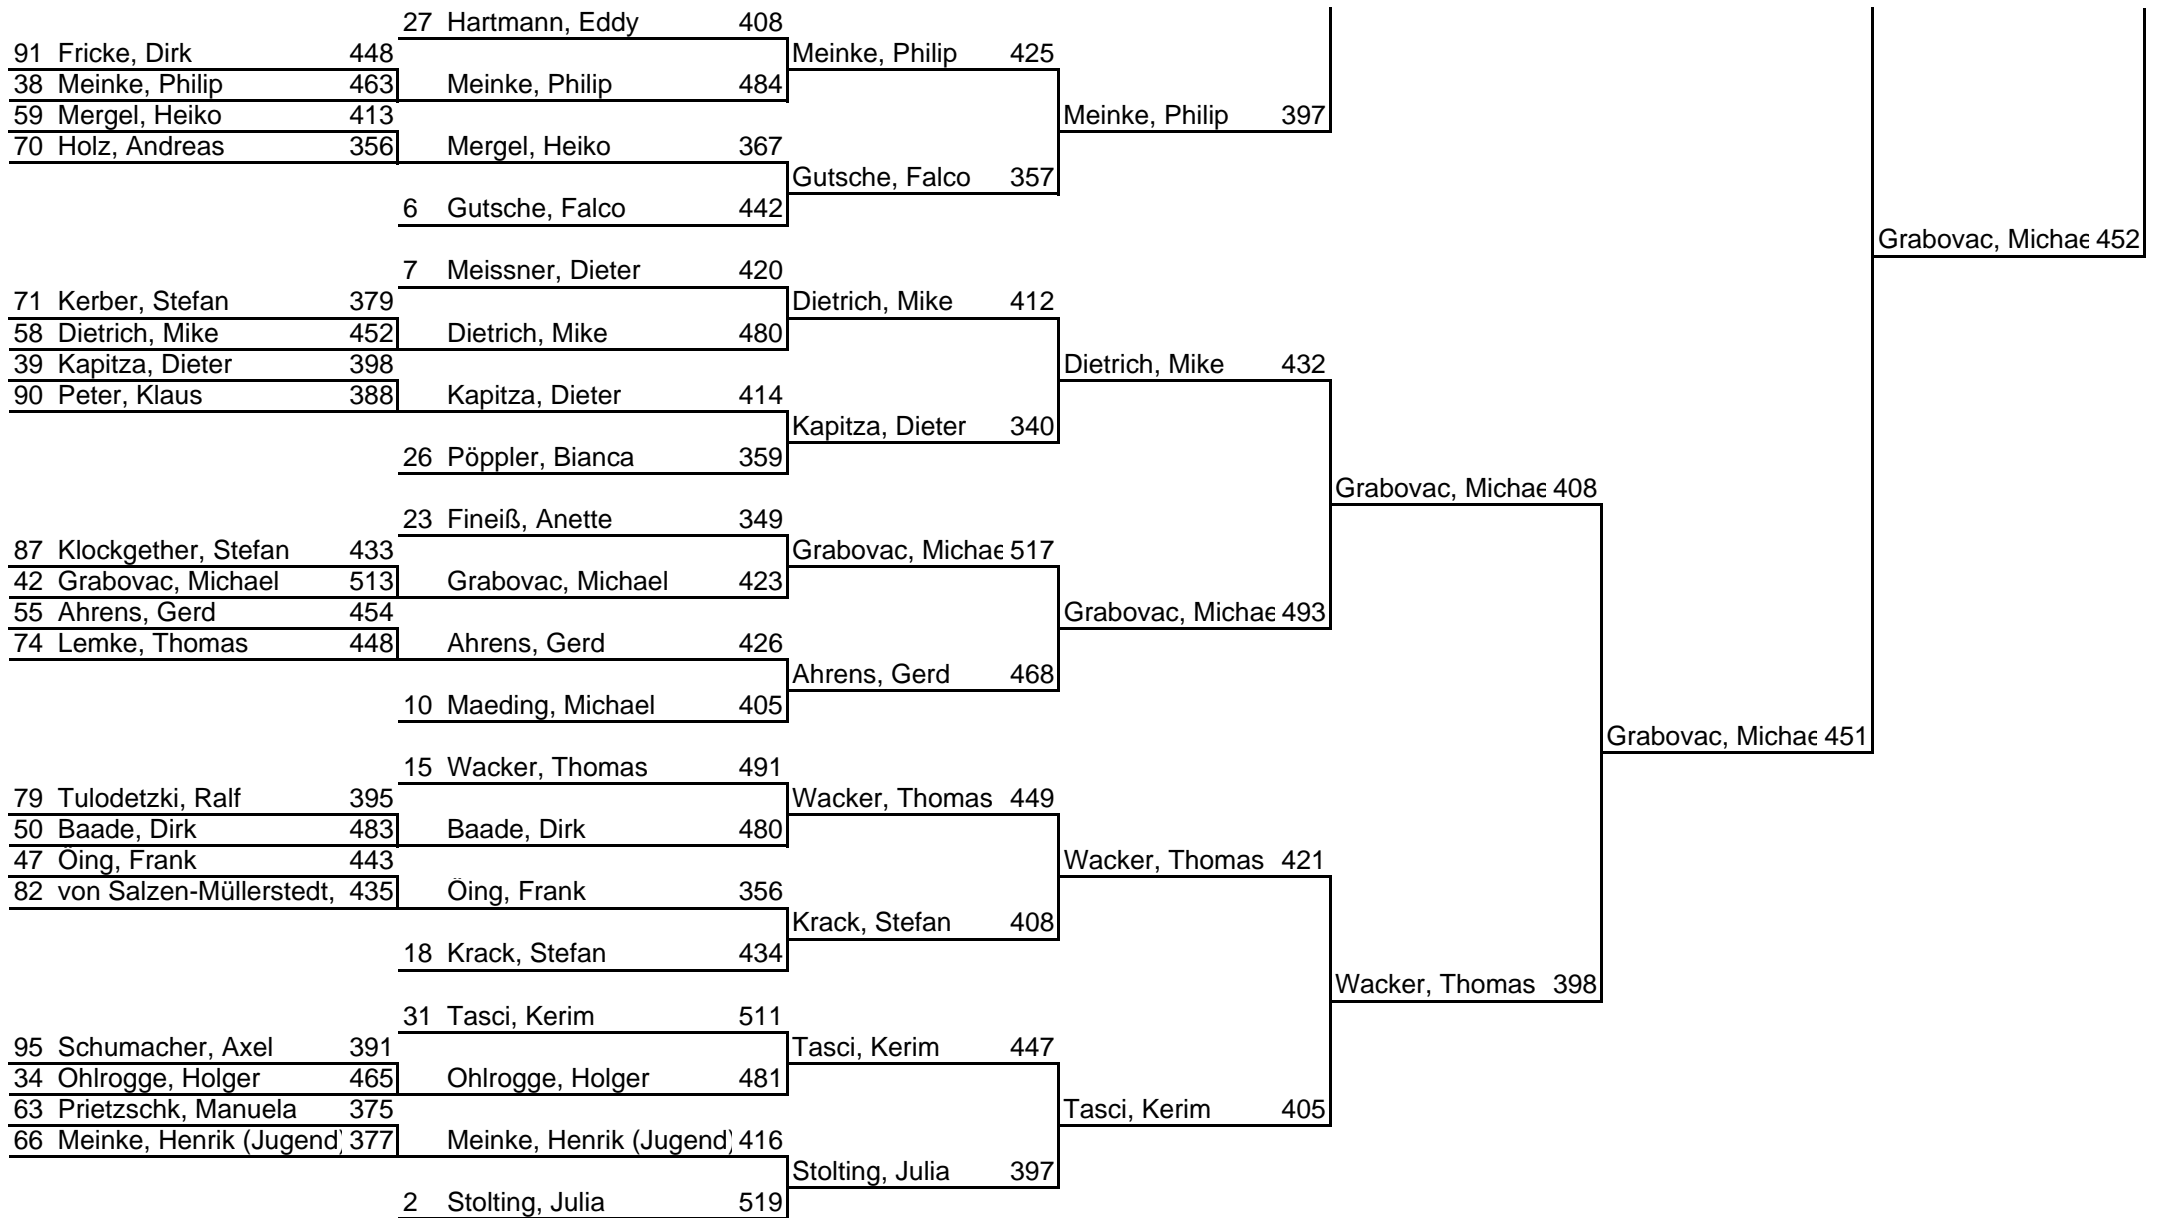 27 Hartmann, Eddy 408
91 Fricke, Dirk 448 Meinke, Philip 425
38 Meinke, Philip 463 Meinke, Philip 484
59 Mergel, Heiko 413 Meinke, Philip 397
70 Holz, Andreas 356 Mergel, Heiko 367
Gutsche, Falco 357
6 Gutsche, Falco 442
Grabovac, Michae 452
7 Meissner, Dieter 420
71 Kerber, Stefan 379 Dietrich, Mike 412
58 Dietrich, Mike 452 Dietrich, Mike 480
39 Kapitza, Dieter 398 Dietrich, Mike 432
90 Peter, Klaus 388 Kapitza, Dieter 414
Kapitza, Dieter 340
26 Pöppler, Bianca 359
Grabovac, Michae 408
23 Fineiß, Anette 349
87 Klockgether, Stefan 433 Grabovac, Michae 517
42 Grabovac, Michael 513 Grabovac, Michael 423
55 Ahrens, Gerd 454 Grabovac, Michae 493
74 Lemke, Thomas 448 Ahrens, Gerd 426
Ahrens, Gerd 468
10 Maeding, Michael 405
Grabovac, Michae 451
15 Wacker, Thomas 491
79 Tulodetzki, Ralf 395 Wacker, Thomas 449
50 Baade, Dirk 483 Baade, Dirk 480
47 Öing, Frank 443 Wacker, Thomas 421
82 von Salzen-Müllerstedt, 435 Öing, Frank 356
Krack, Stefan 408
18 Krack, Stefan 434
Wacker, Thomas 398
31 Tasci, Kerim 511
95 Schumacher, Axel 391 Tasci, Kerim 447
34 Ohlrogge, Holger 465 Ohlrogge, Holger 481
63 Prietzschk, Manuela 375 Tasci, Kerim 405
66 Meinke, Henrik (Jugend) 377 Meinke, Henrik (Jugend) 416
Stolting, Julia 397
2 Stolting, Julia 519